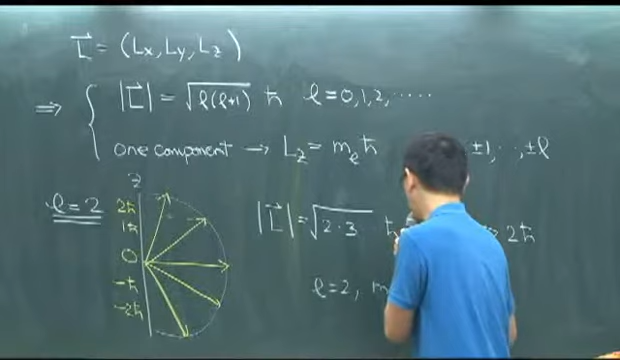 L⃗ = (Lx, Ly, Lz)
⇒ { |L⃗| = √ℓ(ℓ+1) ħ ℓ = 0, 1, 2, ·····
one component → Lz = mℓ ħ ±1, ··, ±ℓ
z
ℓ = 2
2ħ
1ħ
0
-ħ
-2ħ
|L⃗| = √2·3 ħ 2ħ
ℓ = 2, m